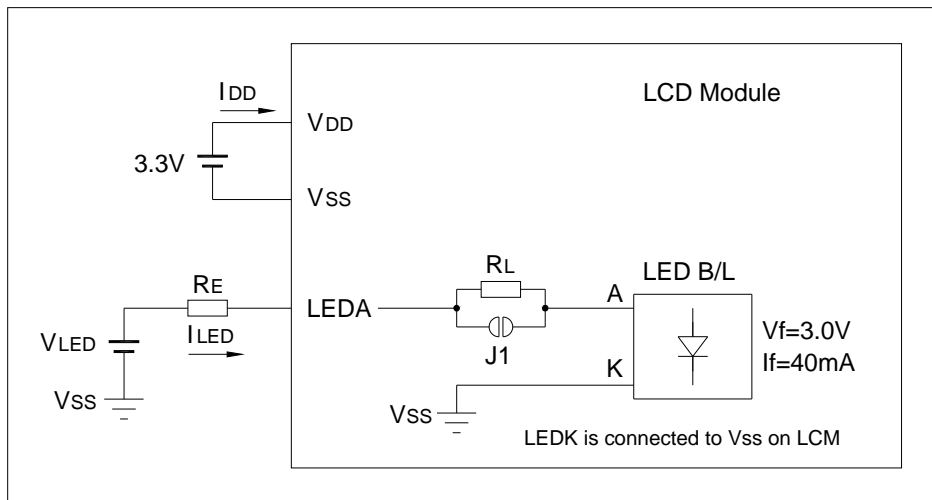 LCD Module
IDD
VDD
3.3V
VSS
RL
LED B/L
RE
LEDA
A
VLED
ILED
J1
Vf=3.0V
If=40mA
K
VSS
VSS
LEDK is connected to Vss on LCM